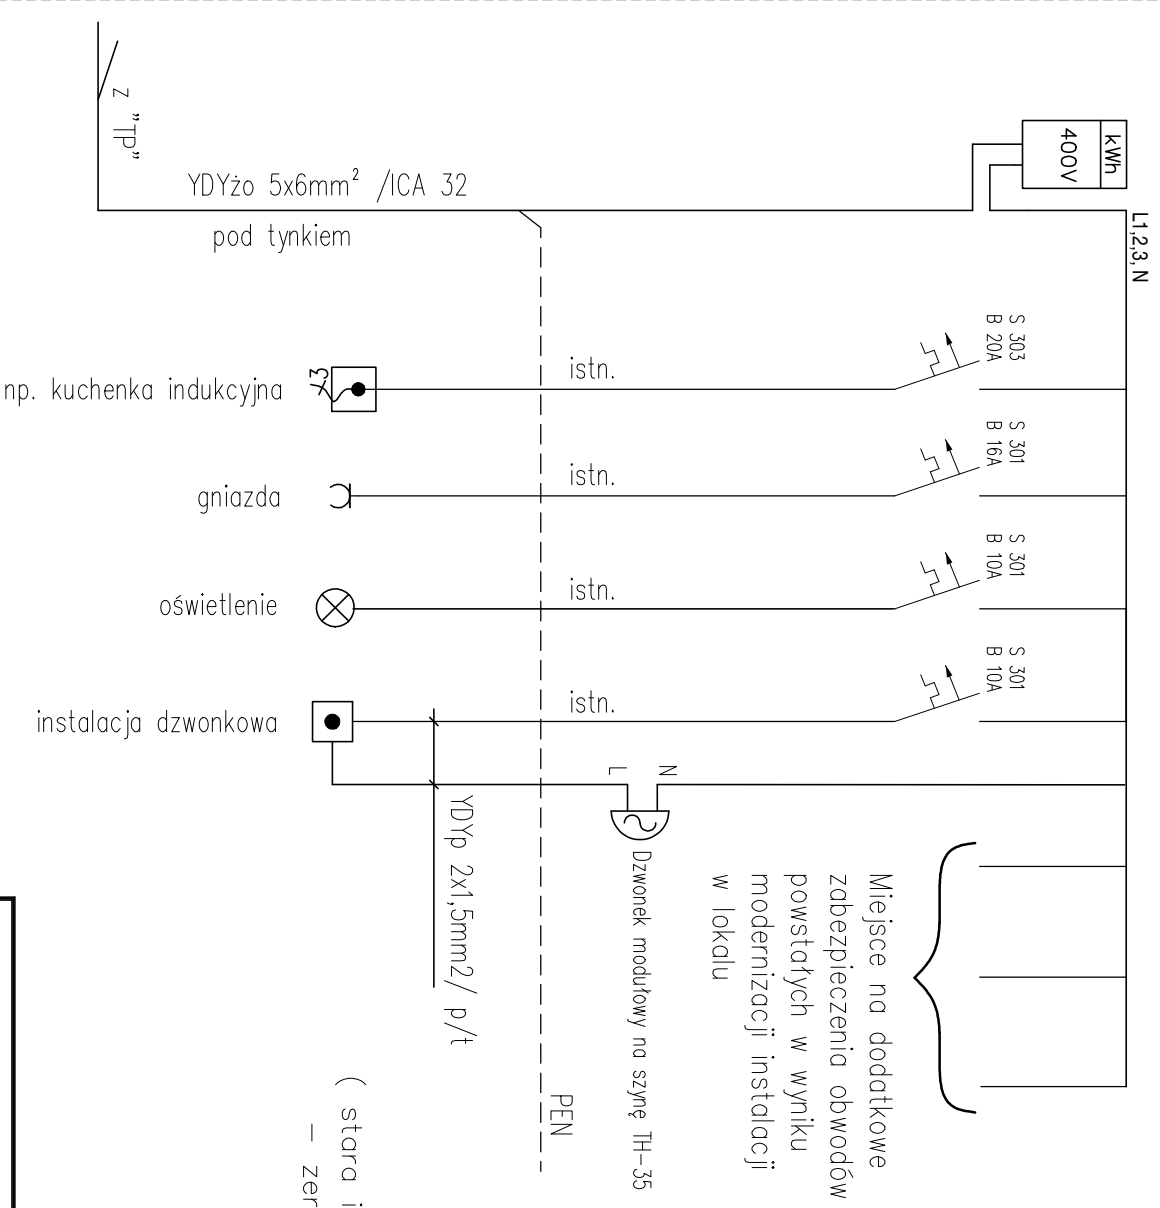 z "TP"
YDYżo 5x6mm² /ICA 32
pod tynkiem
kWh
400V
L1,2,3, N
S 303
B 20A
istn.
3
np. kuchenka indukcyjna
S 301
B 16A
istn.
gniazda
S 301
B 10A
istn.
oświetlenie
S 301
B 10A
istn.
instalacja dzwonkowa
L
N
YDYp 2x1,5mm2/ p/t
Dzwonek modułowy na szynę TH-35
Miejsce na dodatkowe
zabezpieczenia obwodów
powstałych w wyniku
modernizacji instalacji
w lokalu
PEN
( stara i
– zer